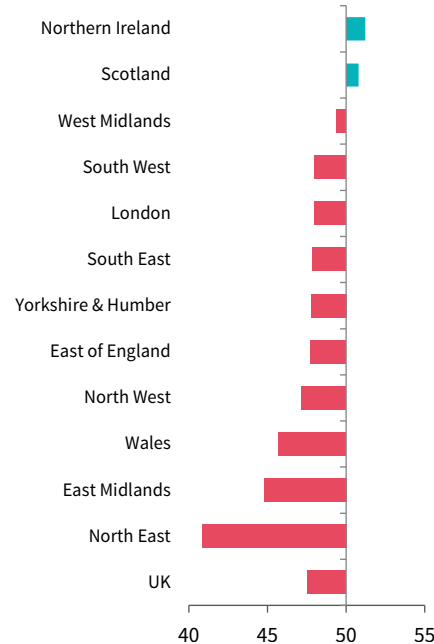 Northern Ireland
Scotland
West Midlands
South West
London
South East
Yorkshire & Humber
East of England
North West
Wales
East Midlands
North East
UK
40 45 50 55